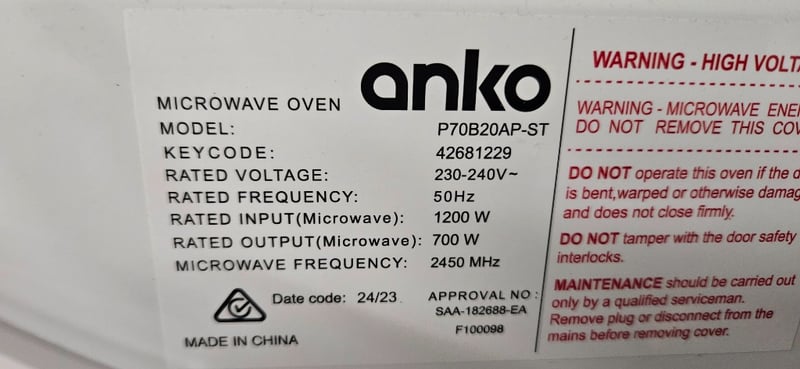 anko
MICROWAVE OVEN
MODEL: P70B20AP-ST
KEYCODE: 42681229
RATED VOLTAGE: 230-240V~
RATED FREQUENCY: 50Hz
RATED INPUT(Microwave): 1200 W
RATED OUTPUT(Microwave): 700 W
MICROWAVE FREQUENCY: 2450 MHz
Date code: 24/23
APPROVAL NO:
SAA-182688-EA
F100098
MADE IN CHINA
WARNING - HIGH
WARNING - MICROWAVE
DO NOT REMOVE THIS
DO NOT operate this oven if the
is bent,warped or otherwise
and does not close firmly.
DO NOT tamper with the door safety
interlocks.
MAINTENANCE should be carried out
only by a qualified serviceman.
Remove plug or disconnect from the
mains before removing cover.